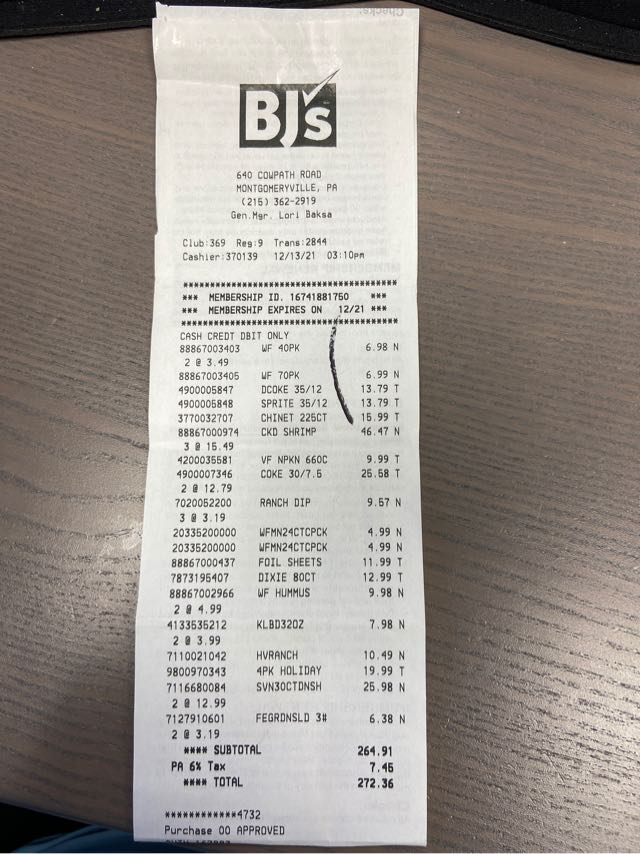 Checks.
BJ's
640 COWPATH ROAD
MONTGOMERYVILLE, PA
(215) 362-2919
Gen.Mgr. Lori Baksa
Club:369 Reg:9 Trans:2844
Cashier:370139 12/13/21 03:10pm
****************************************
*** MEMBERSHIP ID. 16741881750 ***
*** MEMBERSHIP EXPIRES ON 12/21 ***
****************************************
CASH CREDT DBIT ONLY
88867003403 WF 40PK 6.98 N
2 @ 3.49
88867003405 WF 70PK 6.99 N
4900005847 DCOKE 35/12 13.79 T
4900005848 SPRITE 35/12 13.79 T
3770032707 CHINET 225CT 15.99 T
88867000974 CKD SHRIMP 46.47 N
3 @ 15.49
4200035581 VF NPKN 660C 9.99 T
4900007346 COKE 30/7.5 25.58 T
2 @ 12.79
7020052200 RANCH DIP 9.57 N
3 @ 3.19
20335200000 WFMN24CTCPCK 4.99 N
20335200000 WFMN24CTCPCK 4.99 N
88867000437 FOIL SHEETS 11.99 T
7873195407 DIXIE 80CT 12.99 T
88867002966 WF HUMMUS 9.98 N
2 @ 4.99
4133535212 KLBD32OZ 7.98 N
2 @ 3.99
7110021042 HVRANCH 10.49 N
9800970343 4PK HOLIDAY 19.99 T
7116680084 SVN30CTDNSH 25.98 N
2 @ 12.99
7127910601 FEGRDNSLD 3# 6.38 N
2 @ 3.19
**** SUBTOTAL 264.91
PA 6% Tax 7.45
**** TOTAL 272.36
************4732
Purchase 00 APPROVED